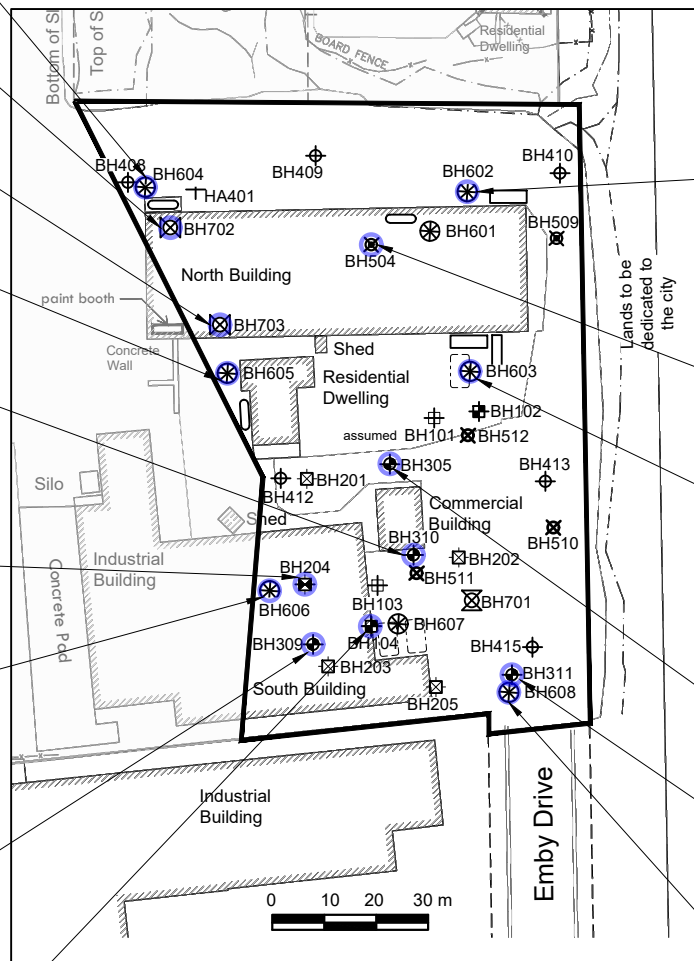 Bottom of Sl
Top of S
BOARD FENCE
Residential
Dwelling
BH408
BH604
HA401
BH409
BH602
BH410
BH702
BH601
BH509
BH504
North Building
Lands to be
dedicated to
the city
paint booth
BH703
Concrete
Wall
Shed
BH605
Residential
Dwelling
BH603
BH102
BH101
BH512
assumed
BH305
BH412
BH201
BH413
Silo
Shed
Commercial
Building
BH510
BH310
Industrial
Building
Concrete Pad
BH204
BH202
BH511
BH606
BH103
BH701
BH607
BH309
BH104
BH415
BH203
BH311
South Building
BH205
BH608
Industrial
Building
Emby Drive
0 10 20 30 m